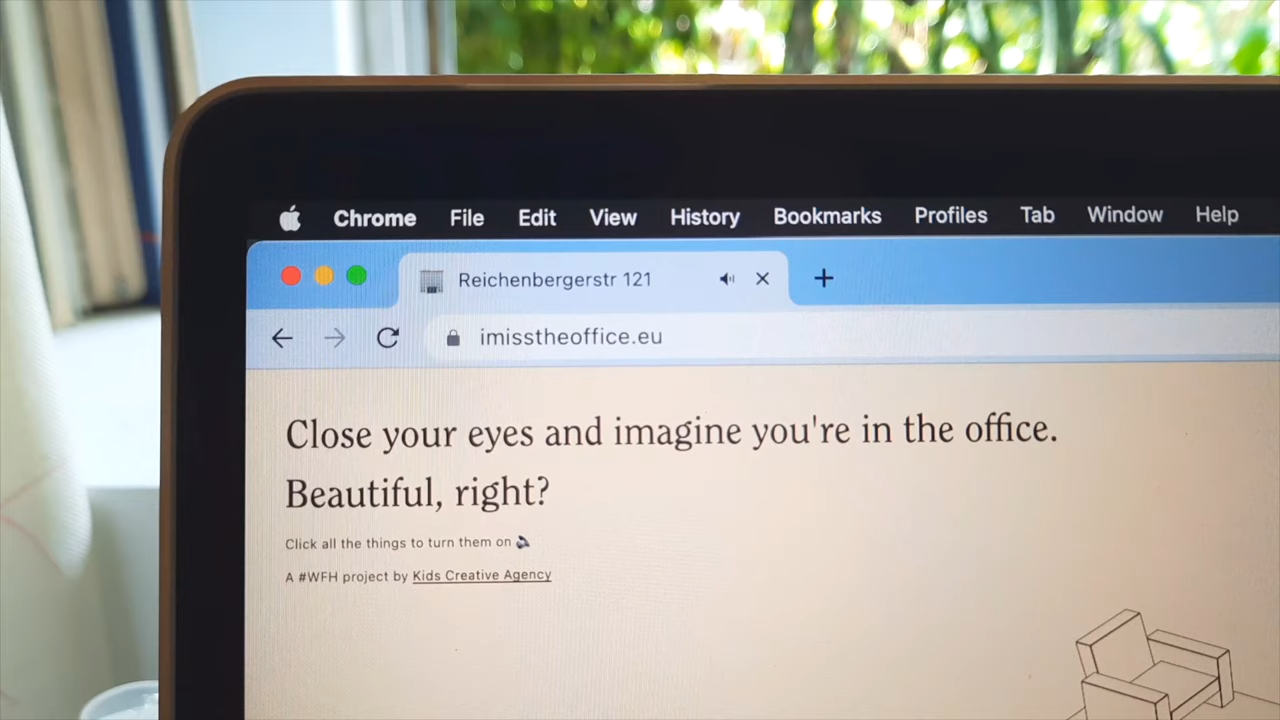 Chrome File Edit View History Bookmarks Profiles Tab Window Help
Reichenbergerstr 121
imisstheoffice.eu
Close your eyes and imagine you're in the office.
Beautiful, right?
Click all the things to turn them on
A #WFH project by Kids Creative Agency